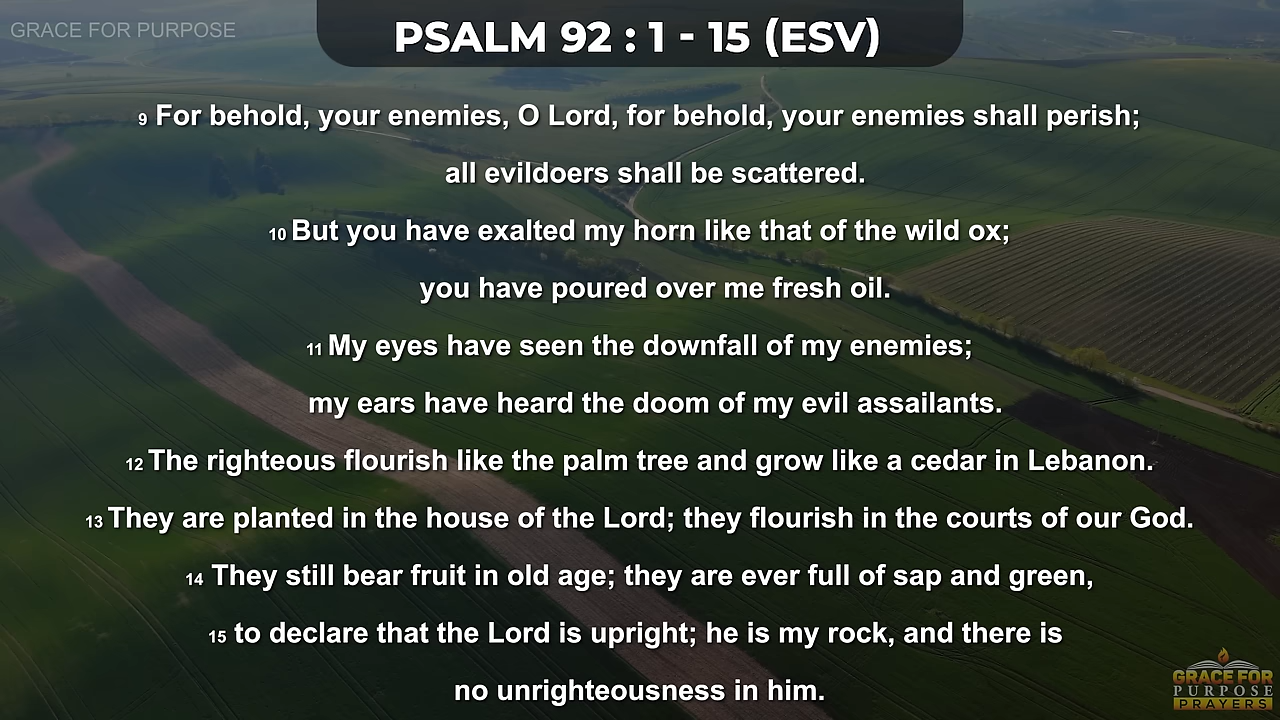 GRACE FOR PURPOSE
PSALM 92 : 1 - 15 (ESV)
9 For behold, your enemies, O Lord, for behold, your enemies shall perish;
all evildoers shall be scattered.
10 But you have exalted my horn like that of the wild ox;
you have poured over me fresh oil.
11 My eyes have seen the downfall of my enemies;
my ears have heard the doom of my evil assailants.
12 The righteous flourish like the palm tree and grow like a cedar in Lebanon.
13 They are planted in the house of the Lord; they flourish in the courts of our God.
14 They still bear fruit in old age; they are ever full of sap and green,
15 to declare that the Lord is upright; he is my rock, and there is
no unrighteousness in him.
GRACE FOR
PURPOSE
PRAYERS